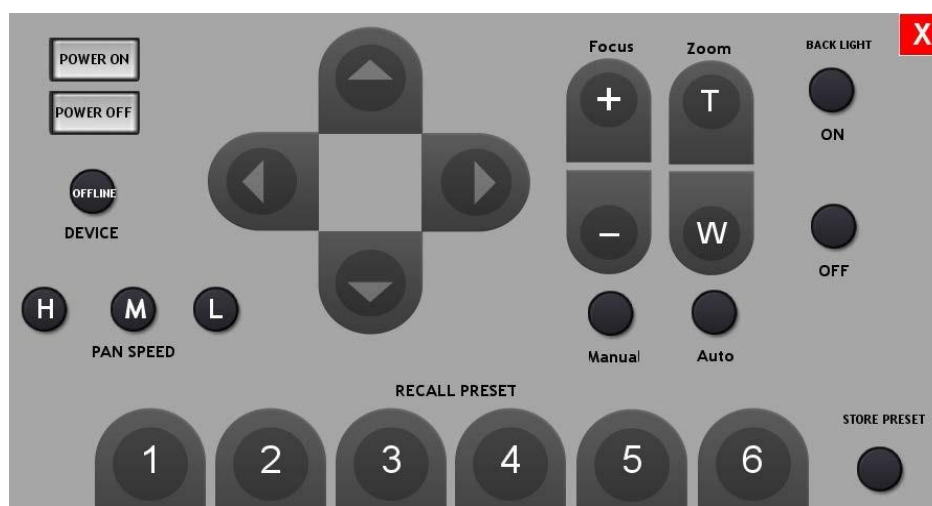 X
POWER ON
POWER OFF
OFFLINE
DEVICE
H M L
PAN SPEED
Focus Zoom
+ T
– W
Manual Auto
BACK LIGHT
ON
OFF
RECALL PRESET
1 2 3 4 5 6
STORE PRESET